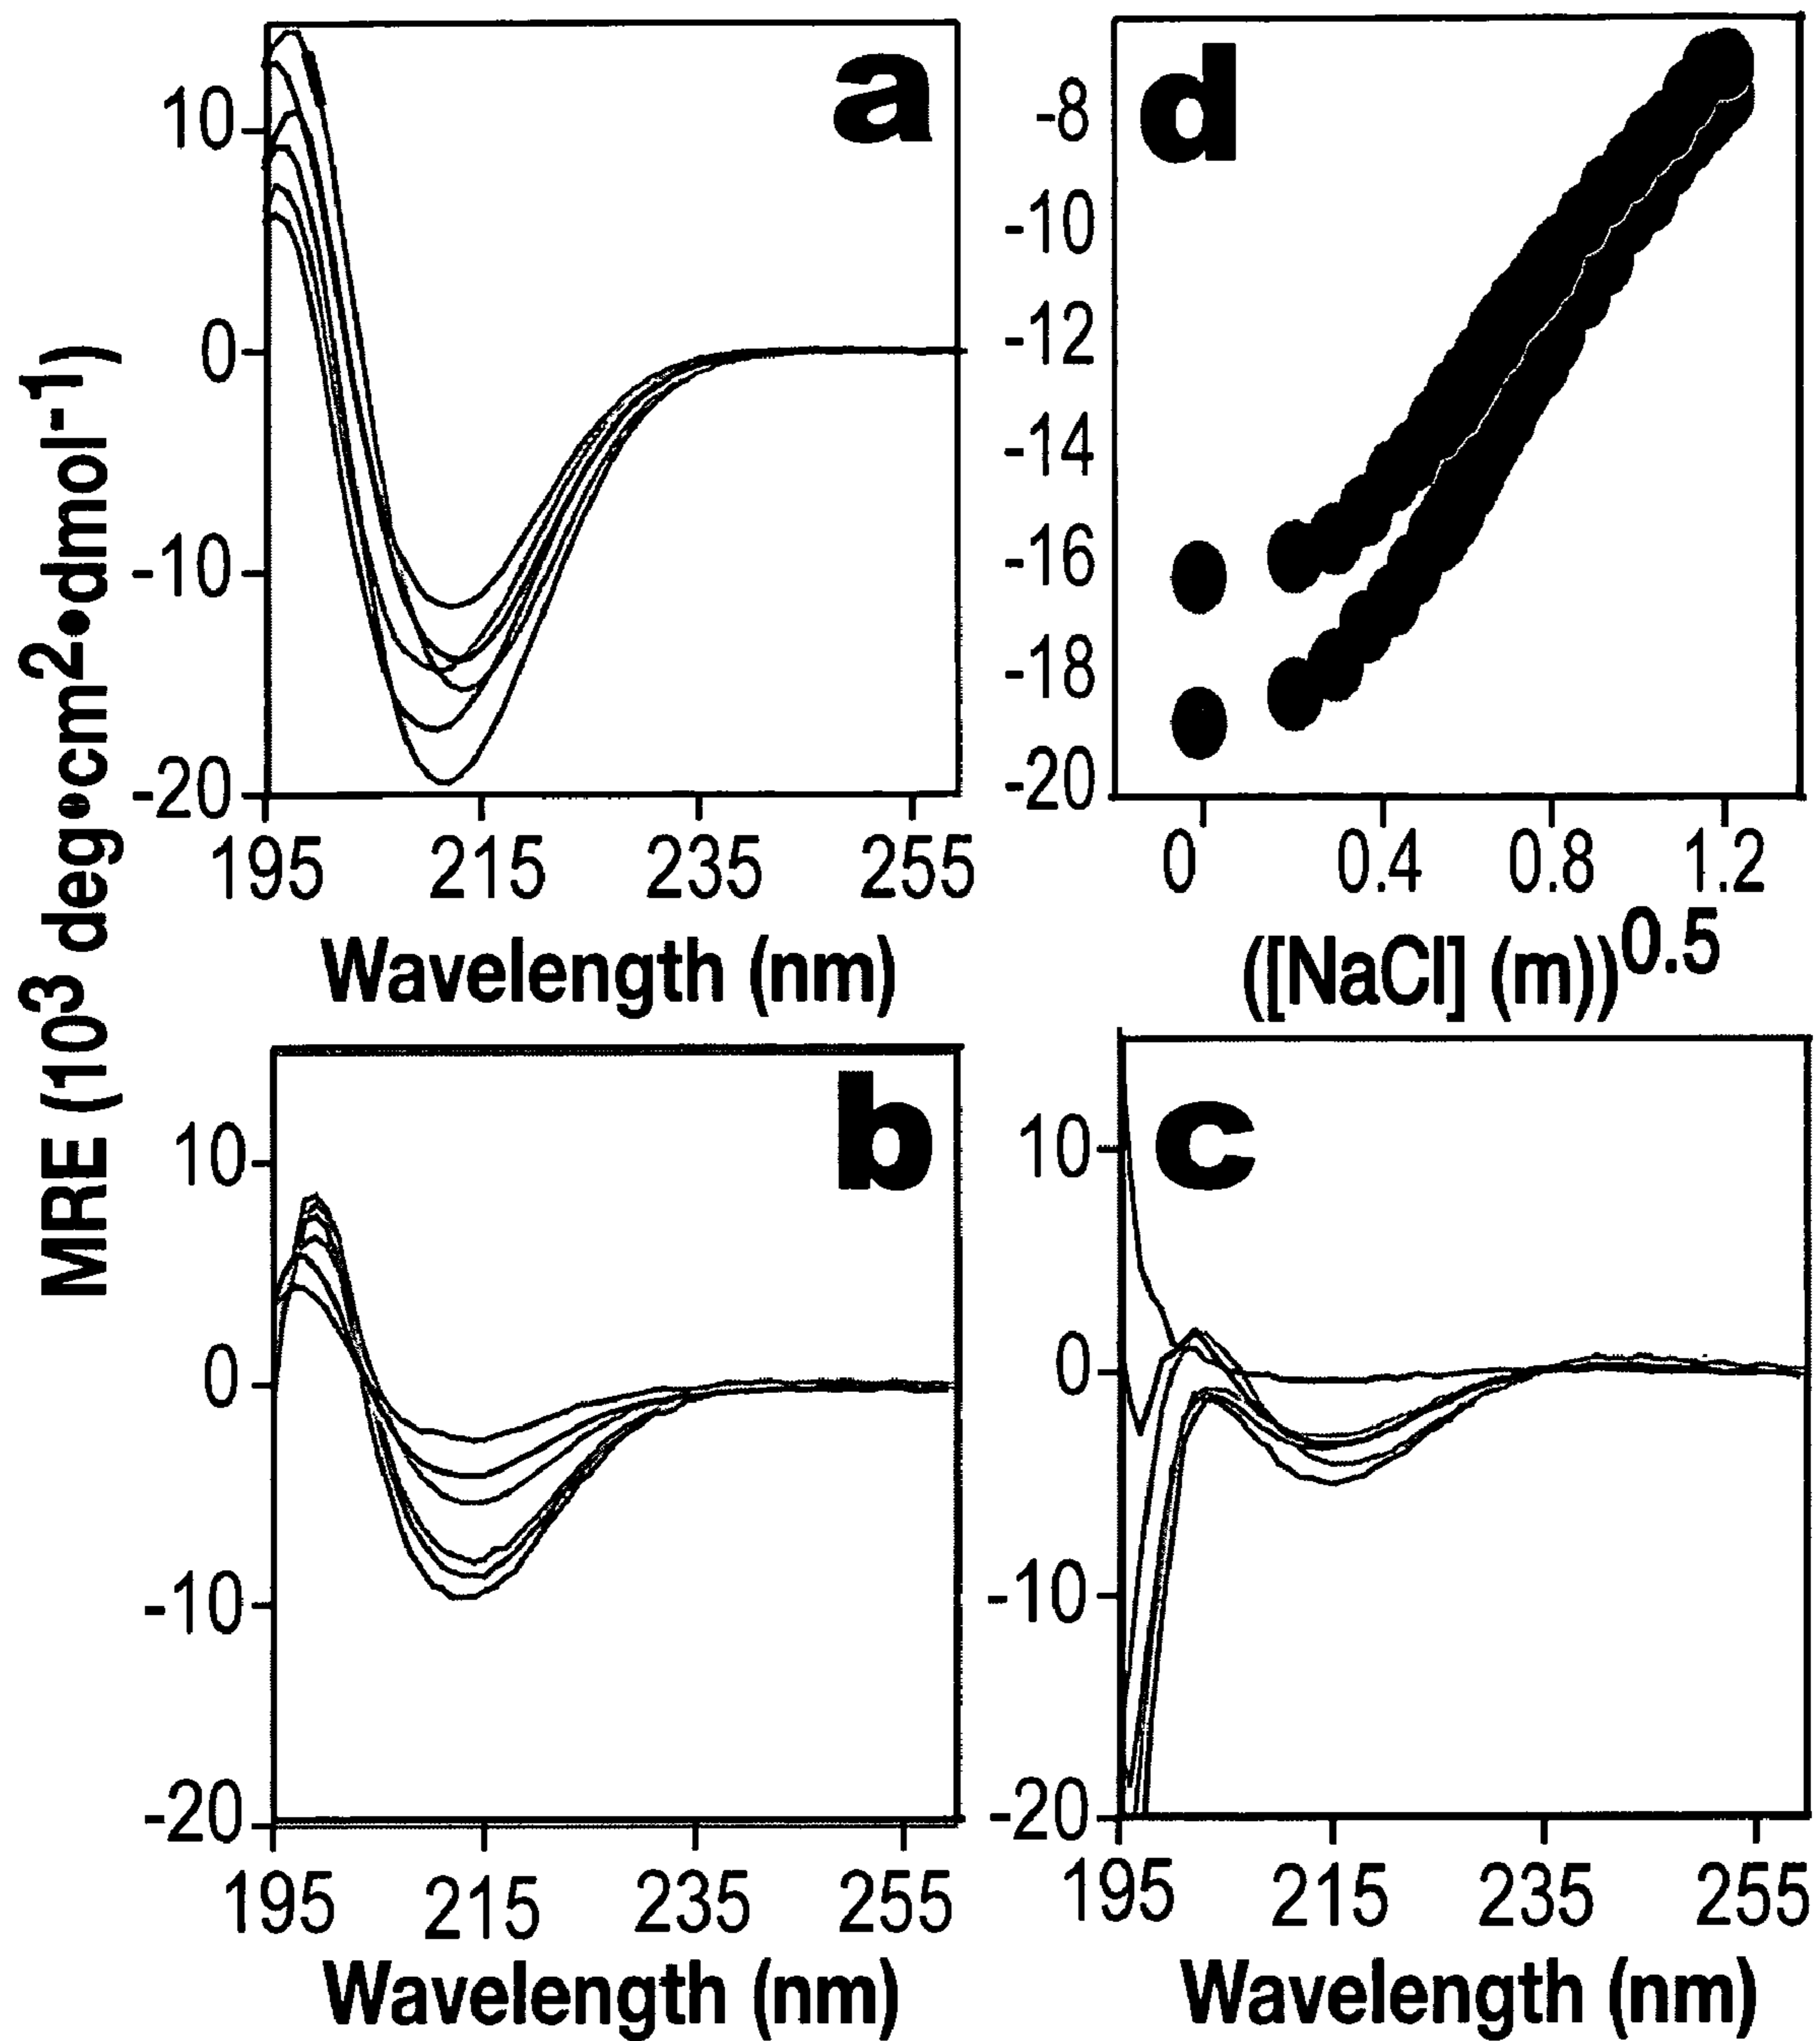 MRE (10³ deg•cm²•dmol⁻¹)
a
10
0
-10
-20
195 215 235 255
Wavelength (nm)
d
-8
-10
-12
-14
-16
-18
-20
0 0.4 0.8 1.2
([NaCl] (m))⁰·⁵
b
10
0
-10
-20
195 215 235 255
Wavelength (nm)
c
10
0
-10
-20
195 215 235 255
Wavelength (nm)